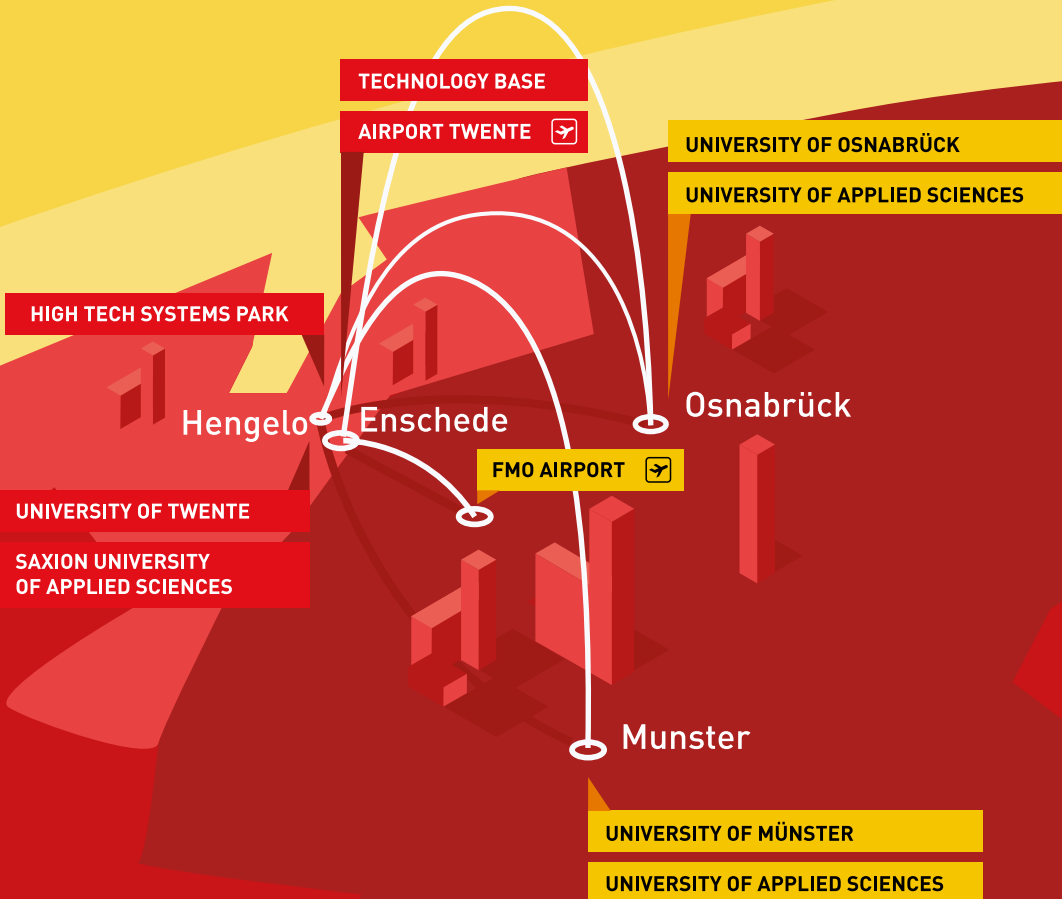 TECHNOLOGY BASE
AIRPORT TWENTE
UNIVERSITY OF OSNABRÜCK
UNIVERSITY OF APPLIED SCIENCES
HIGH TECH SYSTEMS PARK
Hengelo
Enschede
Osnabrück
FMO AIRPORT
UNIVERSITY OF TWENTE
SAXION UNIVERSITY
OF APPLIED SCIENCES
Munster
UNIVERSITY OF MÜNSTER
UNIVERSITY OF APPLIED SCIENCES